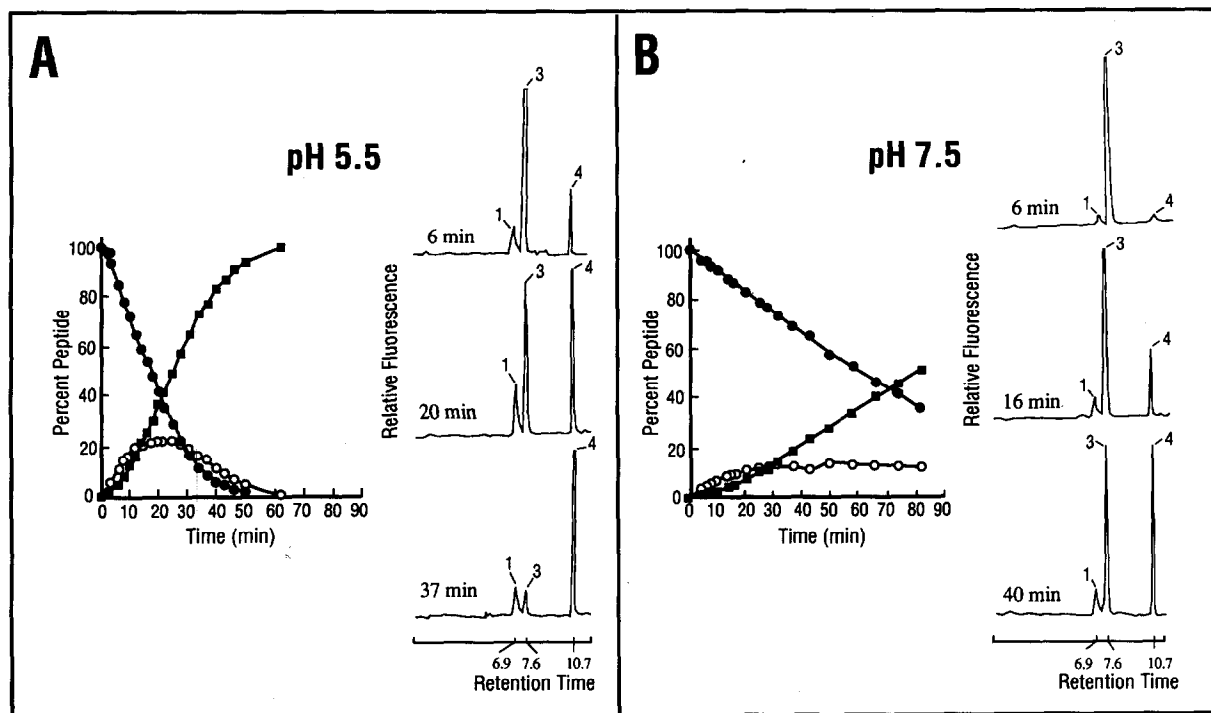 A
pH 5.5
Percent Peptide
100
80
60
40
20
0
0 10 20 30 40 50 60 70 80 90
Time (min)
Relative Fluorescence
6 min
1
3
4
20 min
1
3
4
37 min
1
3
4
6.9 7.6 10.7
Retention Time
B
pH 7.5
Percent Peptide
100
80
60
40
20
0
0 10 20 30 40 50 60 70 80 90
Time (min)
Relative Fluorescence
6 min
1
3
4
16 min
1
3
4
40 min
1
3
4
6.9 7.6 10.7
Retention Time